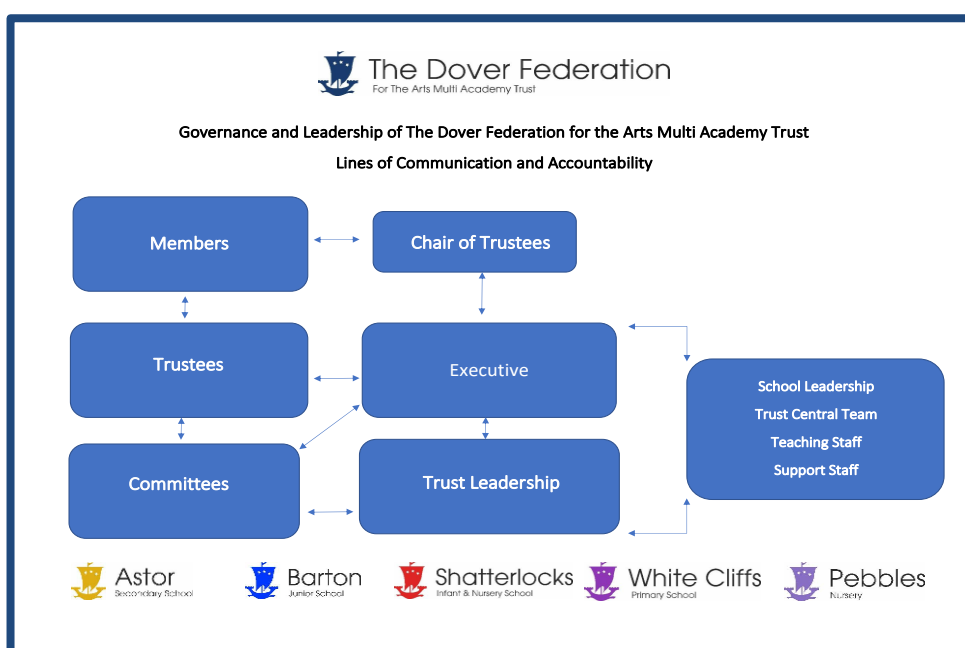 The Dover Federation
For The Arts Multi Academy Trust
Governance and Leadership of The Dover Federation for the Arts Multi Academy Trust
Lines of Communication and Accountability
Members
Chair of Trustees
Trustees
Executive
School Leadership
Trust Central Team
Teaching Staff
Support Staff
Committees
Trust Leadership
Astor
Secondary School
Barton
Junior School
Shatterlocks
Infant & Nursery School
White Cliffs
Primary School
Pebbles
Nursery